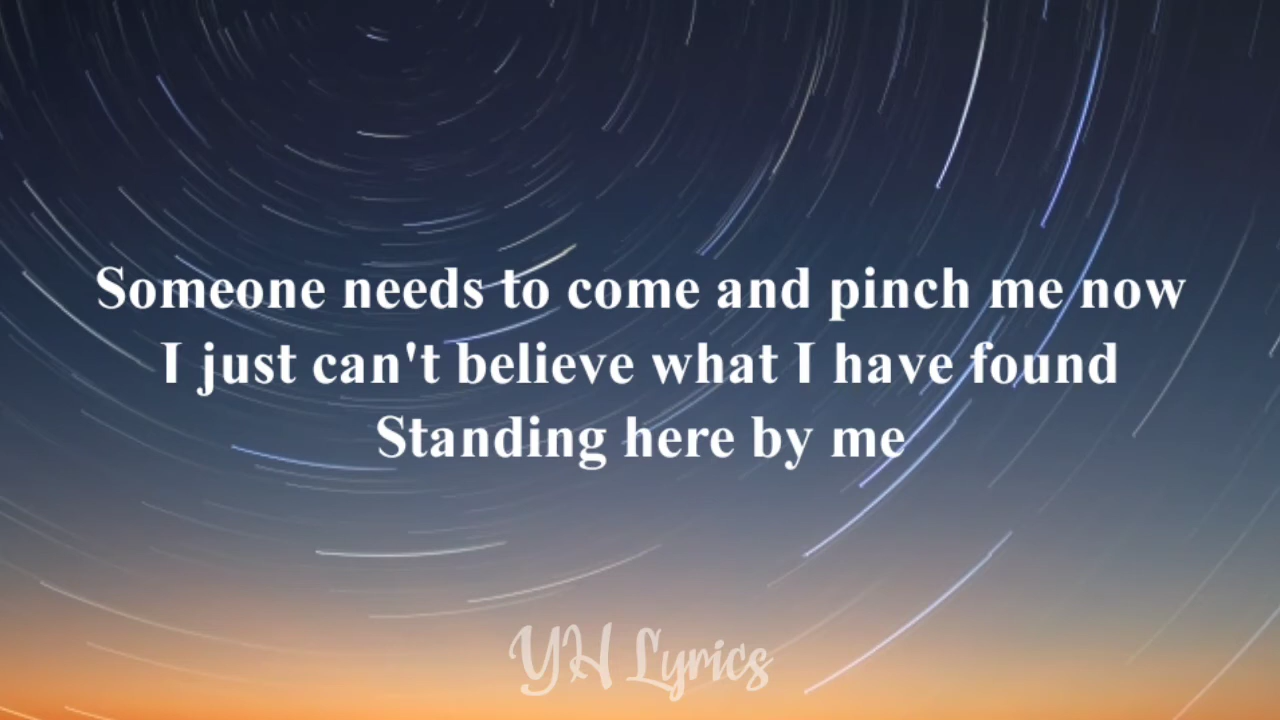 Someone needs to come and pinch me now
I just can't believe what I have found
Standing here by me
YH Lyrics